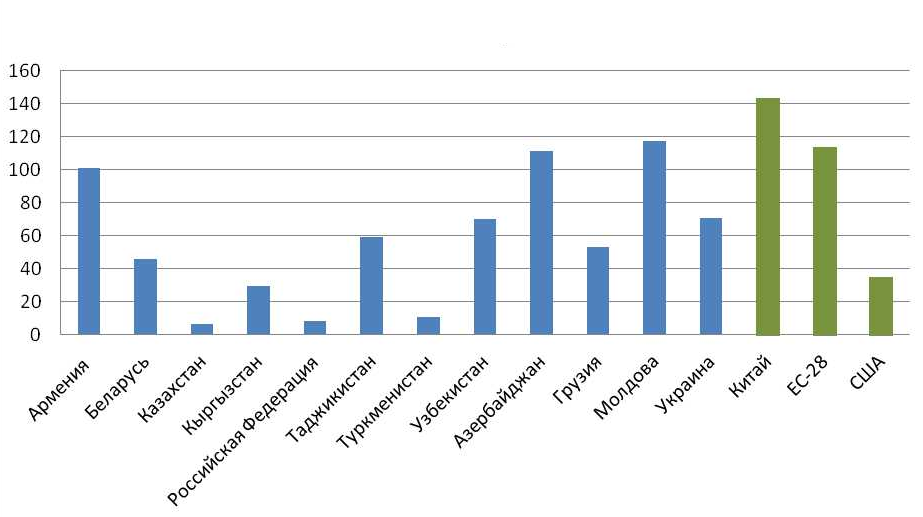 160
140
120
100
80
60
40
20
0
Армения
Беларусь
Казахстан
Кыргызстан
Российская Федерация
Таджикистан
Туркменистан
Узбекистан
Азербайджан
Грузия
Молдова
Украина
Китай
ЕС-28
США